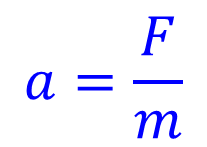 a = F/m